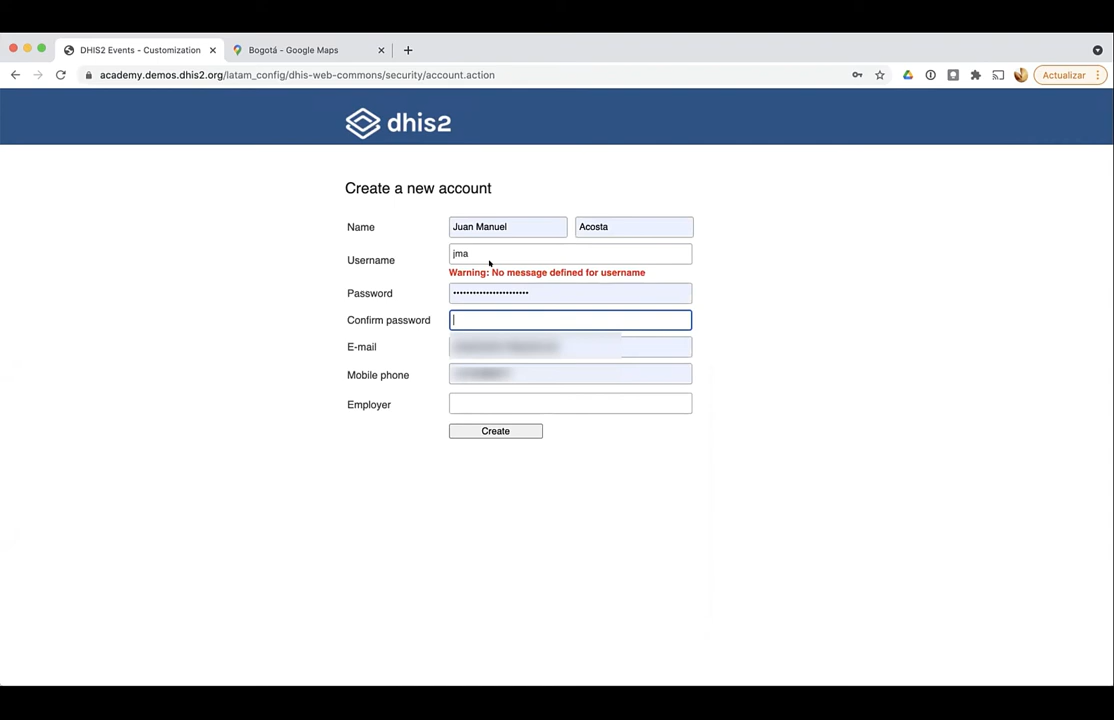 DHIS2 Events - Customization
Bogotá - Google Maps
academy.demos.dhis2.org/latam_config/dhis-web-commons/security/account.action
Actualizar
dhis2
Create a new account
Name Juan Manuel Acosta
Username jma
Warning: No message defined for username
Password
Confirm password
E-mail
Mobile phone
Employer
Create